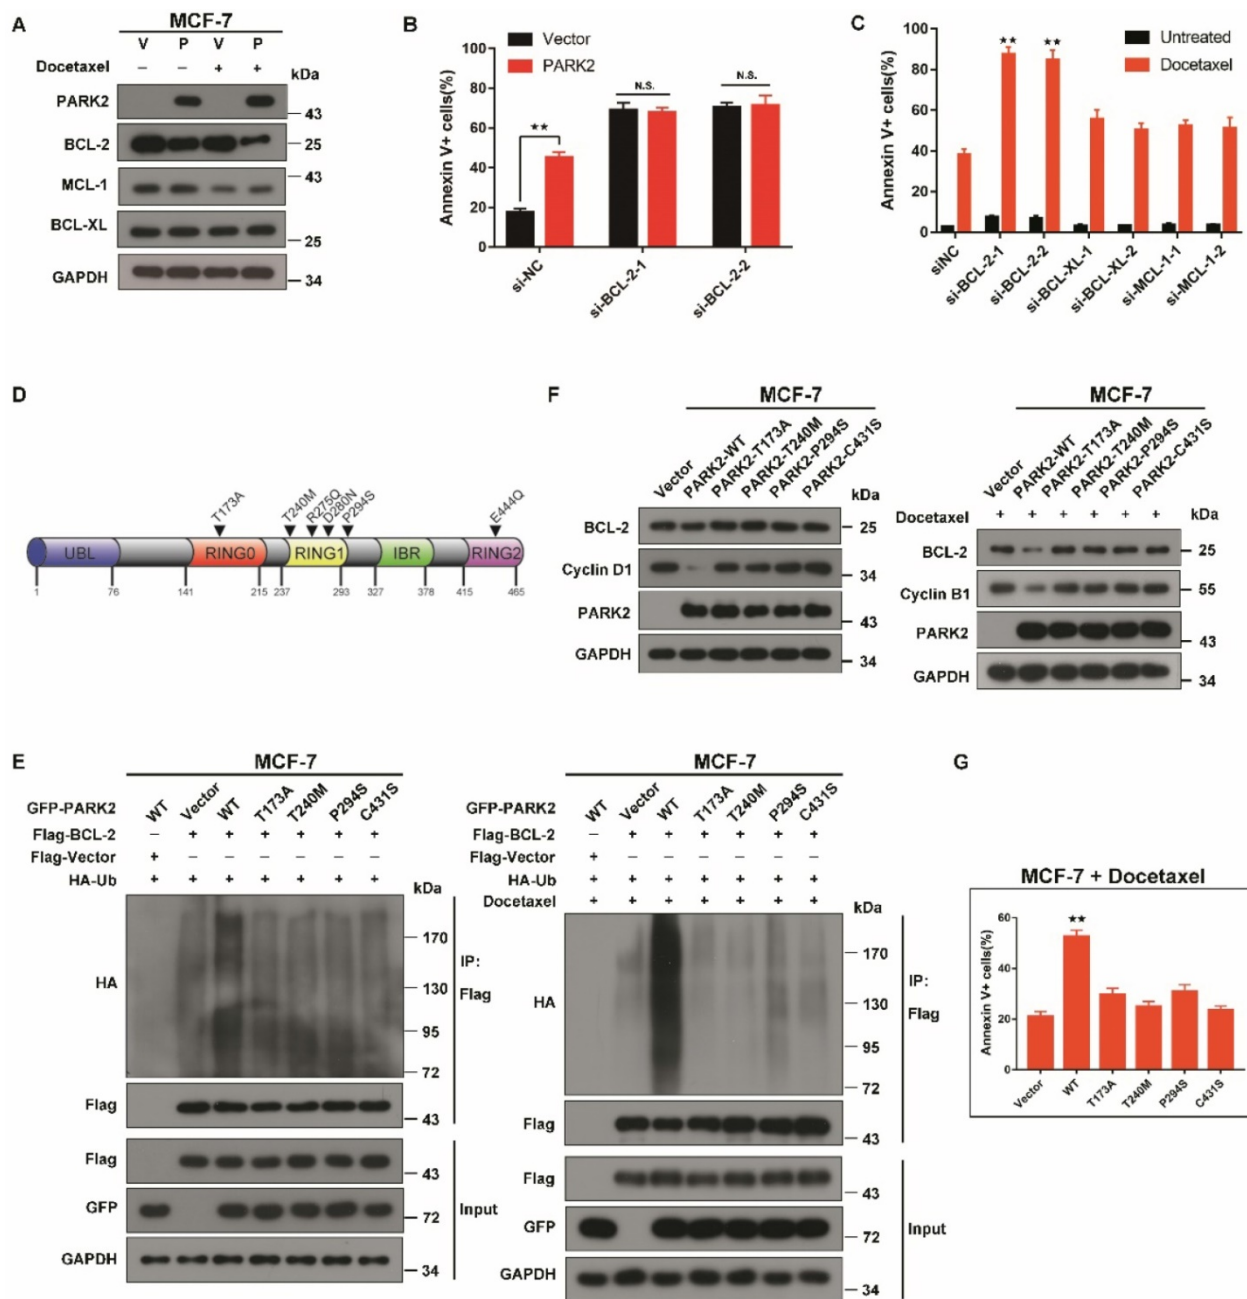 A
MCF-7
V P V P
Docetaxel – – + + kDa
PARK2
43
BCL-2
25
43
MCL-1
BCL-XL
25
GAPDH
34
B
Vector
PARK2
Annexin V+ cells(%)
100
80
60
40
20
0
★★
N.S.
N.S.
si-NC
si-BCL-2-1
si-BCL-2-2
C
Untreated
Docetaxel
Annexin V+ cells(%)
100
80
60
40
20
0
★★
★★
siNC
si-BCL-2-1
si-BCL-2-2
si-BCL-XL-1
si-BCL-XL-2
si-MCL-1-1
si-MCL-1-2
D
T173A
T240M
R275Q
D280N
P294S
E444Q
UBL RING0 RING1 IBR RING2
1 76 141 215 237 293 327 378 415 465
F
MCF-7
Vector
PARK2-WT
PARK2-T173A
PARK2-T240M
PARK2-P294S
PARK2-C431S
kDa
BCL-2
25
Cyclin D1
34
PARK2
43
GAPDH
34
MCF-7
Vector
PARK2-WT
PARK2-T173A
PARK2-T240M
PARK2-P294S
PARK2-C431S
Docetaxel + + + + + + kDa
BCL-2
25
Cyclin B1
55
PARK2
43
GAPDH
34
E
MCF-7
GFP-PARK2 WT Vector WT T173A T240M P294S C431S
Flag-BCL-2 – + + + + + +
Flag-Vector + – – – – – –
HA-Ub + + + + + + +
kDa
HA
170
130
95
72
IP:
Flag
Flag
43
Flag
43
GFP
72
GAPDH
34
Input
MCF-7
GFP-PARK2 WT Vector WT T173A T240M P294S C431S
Flag-BCL-2 – + + + + + +
Flag-Vector + – – – – – –
HA-Ub + + + + + + +
Docetaxel + + + + + + +
kDa
HA
170
130
95
72
IP:
Flag
Flag
43
Flag
43
GFP
72
GAPDH
34
Input
G
MCF-7 + Docetaxel
Annexin V+ cells(%)
60
40
20
0
★★
Vector
WT
T173A
T240M
P294S
C431S